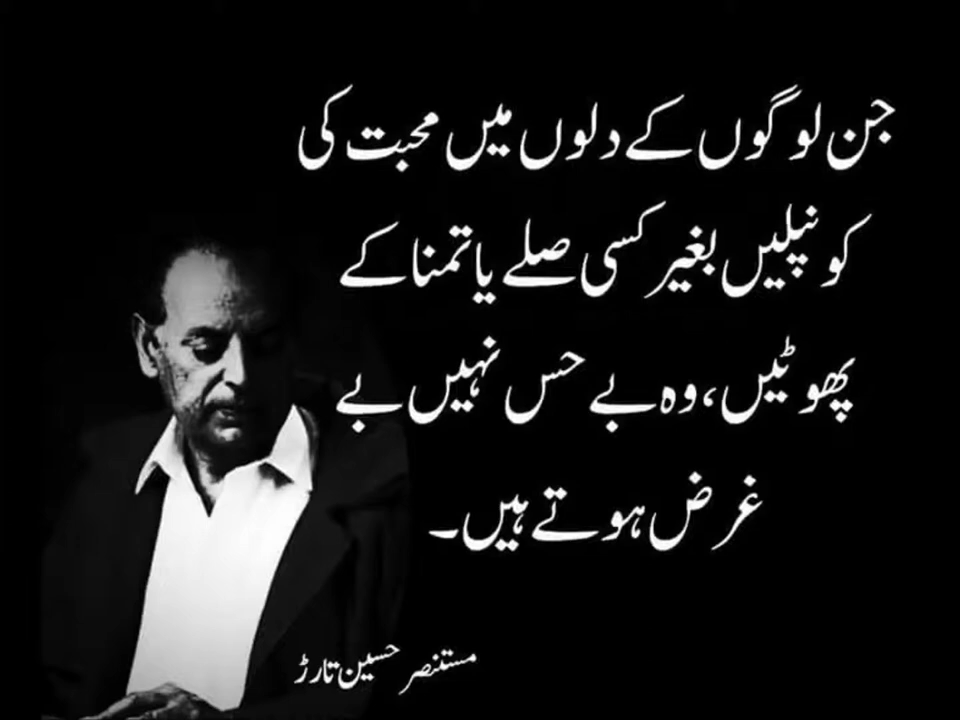 جن لوگوں کے دلوں میں محبت کی
کونپلیں بغیر کسی صلے یا تمنا کے
پھوٹیں، وہ بے حس نہیں بے
غرض ہوتے ہیں۔
مستنصر حسین تارڑ